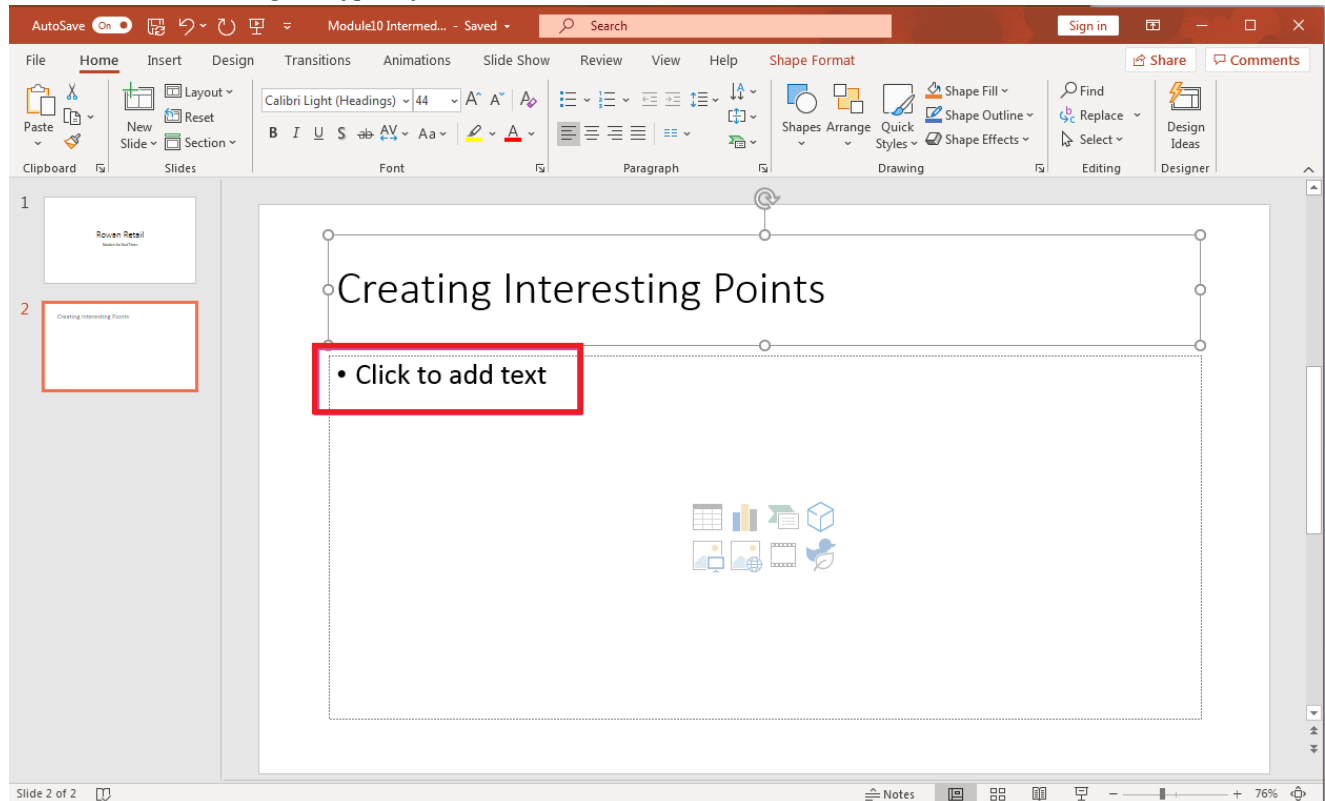 AutoSave On Module10 Intermed... - Saved Search Sign in
File Home Insert Design Transitions Animations Slide Show Review View Help Shape Format Share Comments
Paste
Clipboard
New
Slide
Layout
Reset
Section
Slides
Calibri Light (Headings) 44 A A A
B I U S ab AV Aa A
Font
Paragraph
Shapes Arrange Quick
Styles
Shape Fill
Shape Outline
Shape Effects
Drawing
Find
Replace
Select
Editing
Design
Ideas
Designer
1
Rowan Retail
2
Creating Interesting Points
Creating Interesting Points
• Click to add text
Slide 2 of 2 Notes 76%